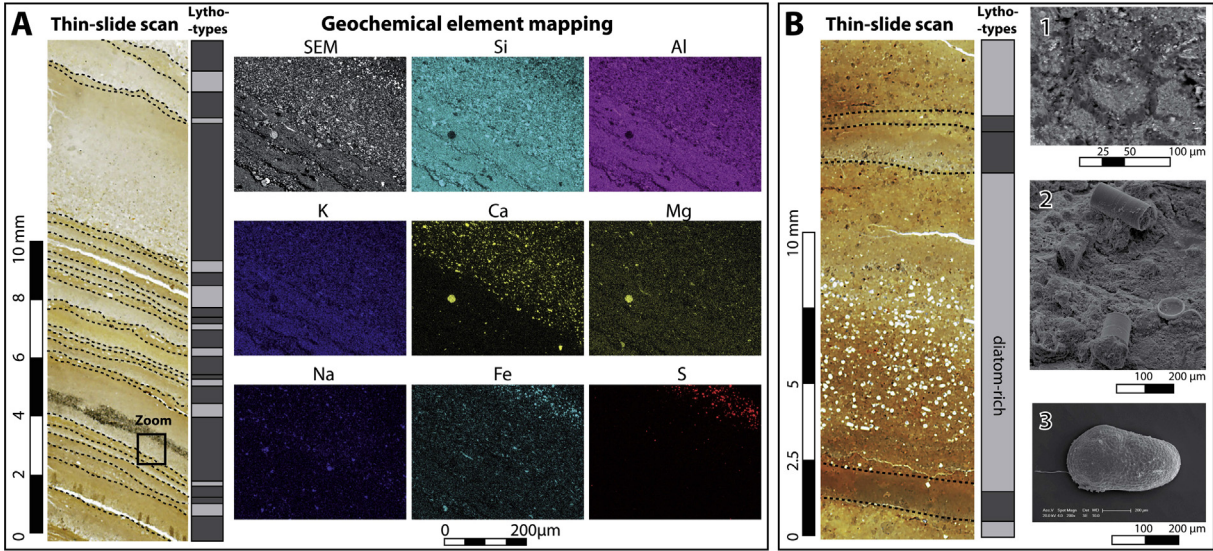 A
Thin-slide scan
Lytho-
-types
Geochemical element mapping
SEM
Si
Al
K
Ca
Mg
Na
Fe
S
0
2
4
6
8
10 mm
Zoom
0
200μm
B
Thin-slide scan
Lytho-
-types
0
2.5
5
10 mm
diatom-rich
1
25
50
100 μm
2
100
200 μm
3
200 μm
100
200 μm